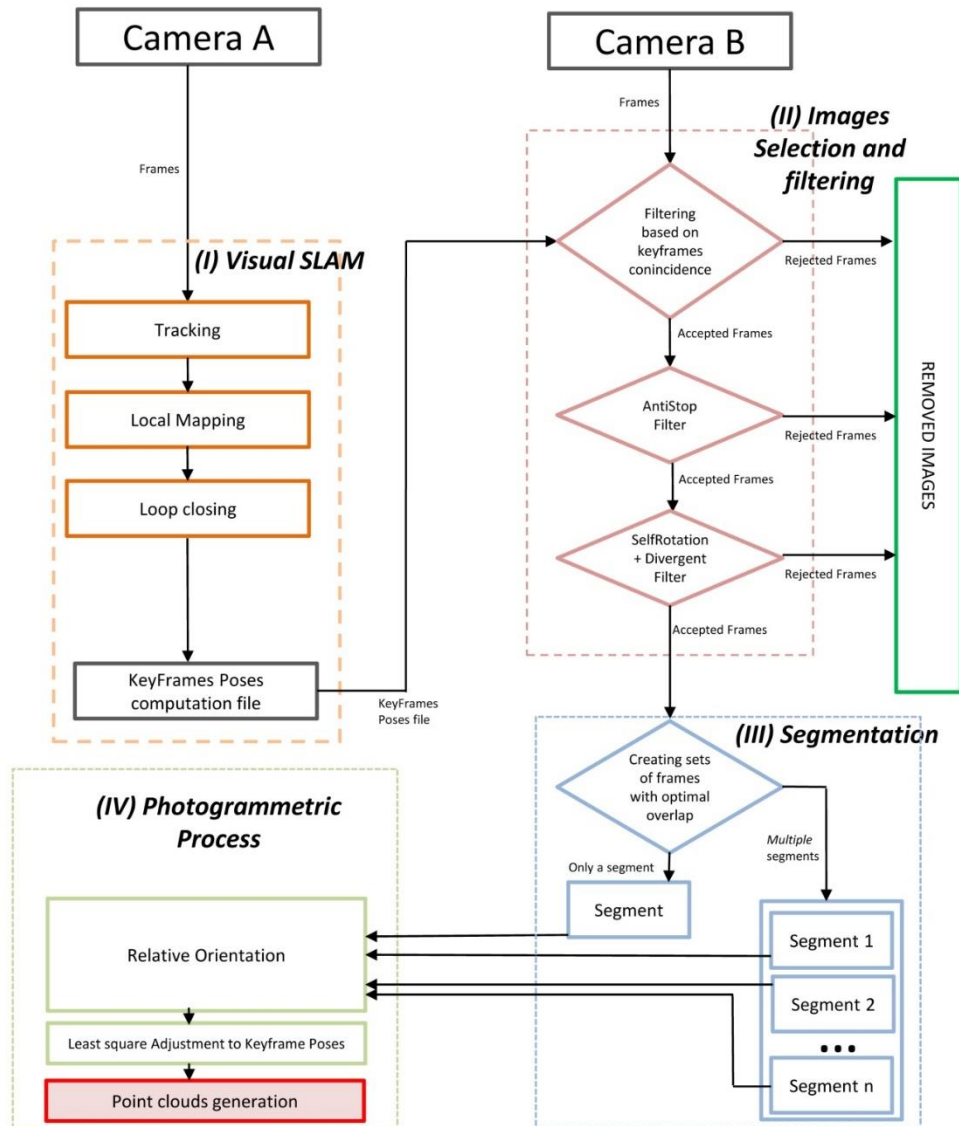 Camera A
Frames
(I) Visual SLAM
Tracking
Local Mapping
Loop closing
KeyFrames Poses
computation file
KeyFrames
Poses file
Camera B
Frames
(II) Images
Selection and
filtering
Filtering
based on
keyframes
conincidence
Rejected Frames
Accepted Frames
AntiStop
Filter
Rejected Frames
Accepted Frames
SelfRotation
+ Divergent
Filter
Rejected Frames
Accepted Frames
REMOVED IMAGES
(III) Segmentation
Creating sets
of frames
with optimal
overlap
Only a segment
Multiple
segments
Segment
Segment 1
Segment 2
...
Segment n
(IV) Photogrammetric
Process
Relative Orientation
Least square Adjustment to Keyframe Poses
Point clouds generation